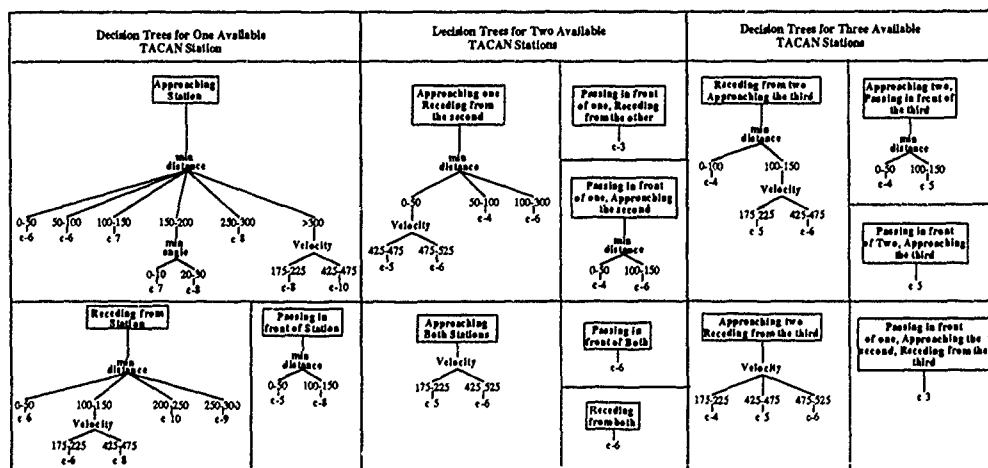 Decision Trees for One Available
TACAN Station
Lecision Trees for Two Available
TACAN Stations
Decision Trees for Three Available
TACAN Stations
Approaching
Station
min
distance
0-50
c-6
50-100
c-6
100-150
c 7
150-200
250-300
c 8
>300
min
angle
0-10
c 7
20-30
c-8
Velocity
175-225
c-8
425-475
c-10
Receding from
Station
min
distance
0-50
c 6
100-150
200-250
c 10
250-300
c-9
Velocity
175-225
c-6
425-475
c 8
Passing in
front of Station
min
distance
0-50
c-5
100-150
c-8
Approaching one
Receding from
the second
min
distance
0-50
50-100
c-4
100-300
c-6
Velocity
425-475
c-5
475-525
c-6
Passing in front
of one, Receding
from the other
c-3
Passing in front
of one, Approaching
the second
min
distance
0-50
c-4
100-150
c-6
Approaching
Both Stations
Velocity
175-225
c 5
425-525
c-6
Passing in
front of Both
c-6
Receding
from both
c-6
Receding from two
Approaching the third
min
distance
0-100
c-4
100-150
Velocity
175-225
c 5
425-475
c-6
Approaching two,
Passing in front of
the third
min
distance
0-50
c-4
100-150
c 5
Passing in front
of Two, Approaching
the third
c 5
Approaching two
Receding from the third
Velocity
175-225
c-4
425-475
c 5
475-525
c-6
Passing in front
of one, Approaching the
second, Receding from the
third
c 3